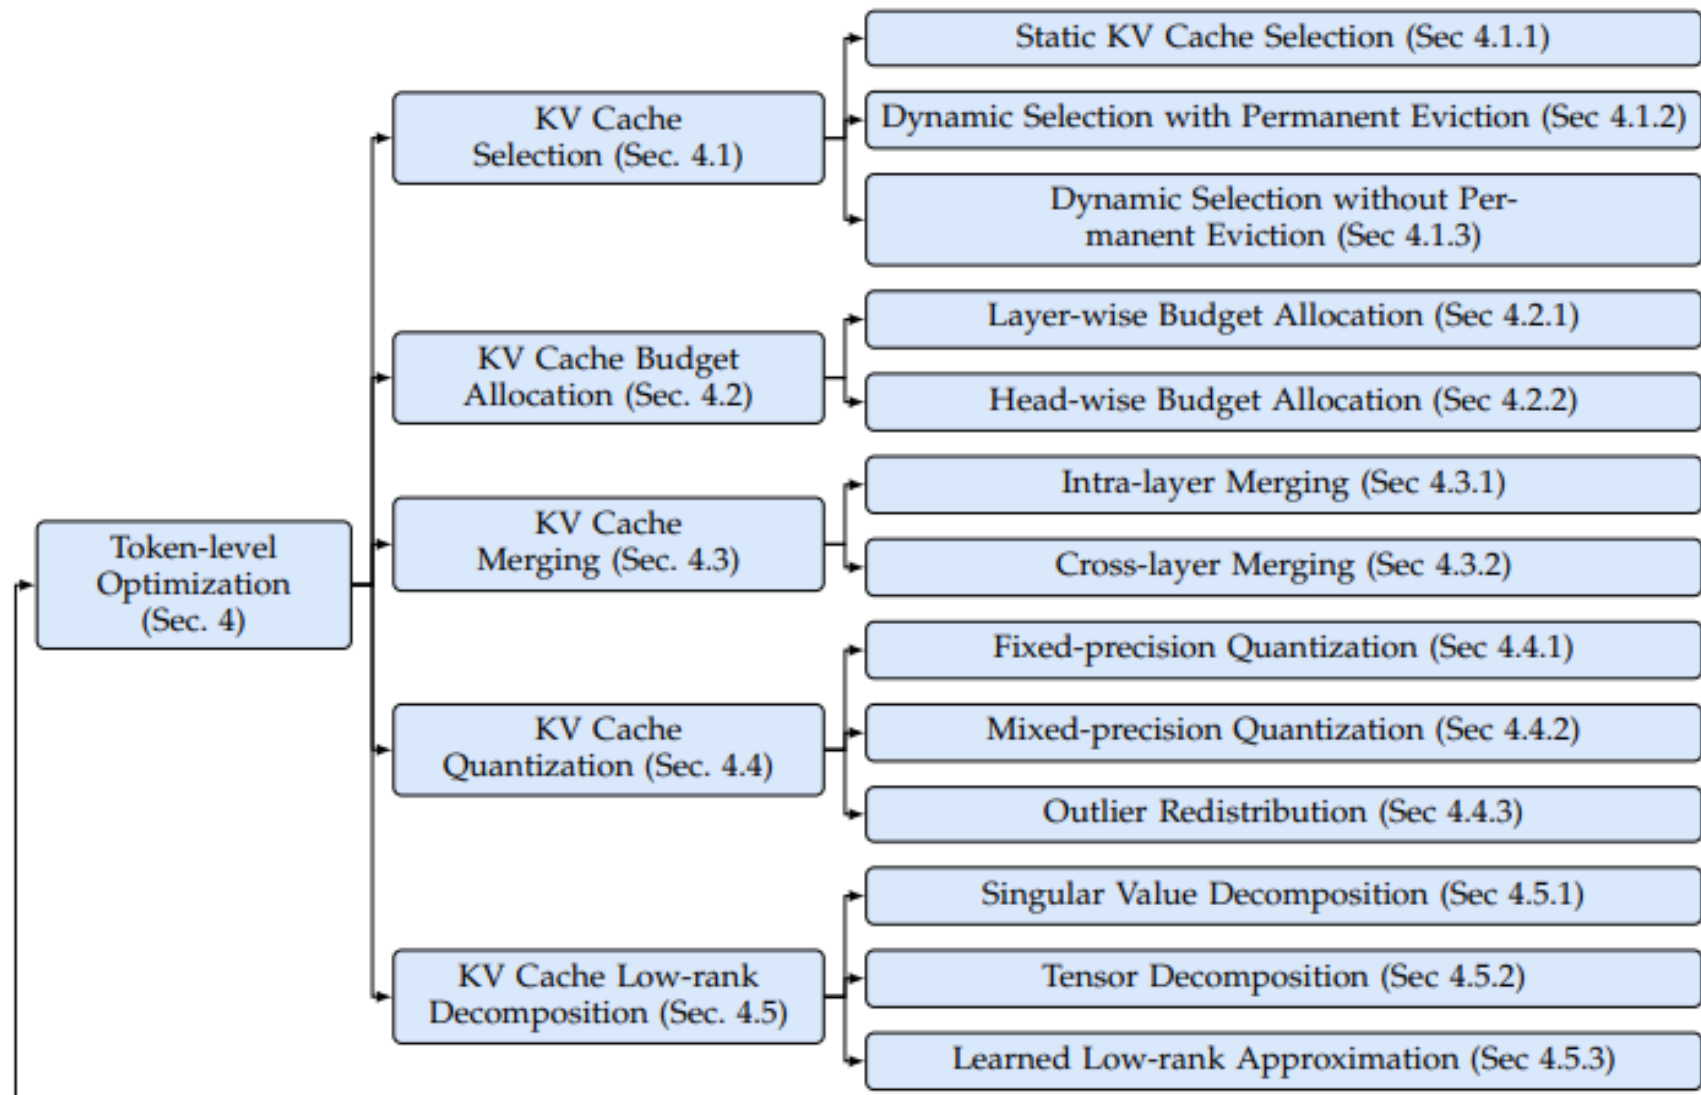 Token-level
Optimization
(Sec. 4)
KV Cache
Selection (Sec. 4.1)
Static KV Cache Selection (Sec 4.1.1)
Dynamic Selection with Permanent Eviction (Sec 4.1.2)
Dynamic Selection without Per-
manent Eviction (Sec 4.1.3)
KV Cache Budget
Allocation (Sec. 4.2)
Layer-wise Budget Allocation (Sec 4.2.1)
Head-wise Budget Allocation (Sec 4.2.2)
KV Cache
Merging (Sec. 4.3)
Intra-layer Merging (Sec 4.3.1)
Cross-layer Merging (Sec 4.3.2)
KV Cache
Quantization (Sec. 4.4)
Fixed-precision Quantization (Sec 4.4.1)
Mixed-precision Quantization (Sec 4.4.2)
Outlier Redistribution (Sec 4.4.3)
KV Cache Low-rank
Decomposition (Sec. 4.5)
Singular Value Decomposition (Sec 4.5.1)
Tensor Decomposition (Sec 4.5.2)
Learned Low-rank Approximation (Sec 4.5.3)